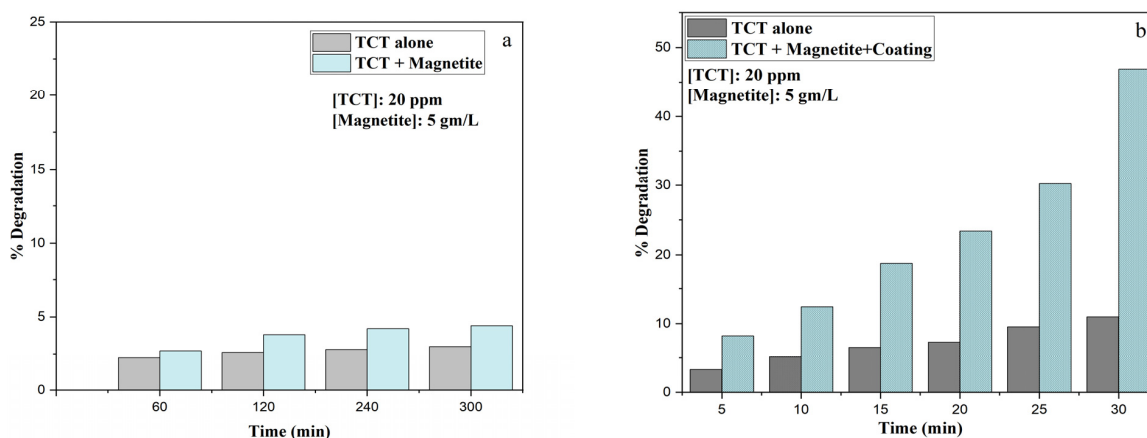 a
TCT alone
TCT + Magnetite
[TCT]: 20 ppm
[Magnetite]: 5 gm/L
25
20
15
10
5
0
% Degradation
60 120 240 300
Time (min)
b
TCT alone
TCT + Magnetite+Coating
[TCT]: 20 ppm
[Magnetite]: 5 gm/L
50
40
30
20
10
0
% Degradation
5 10 15 20 25 30
Time (min)